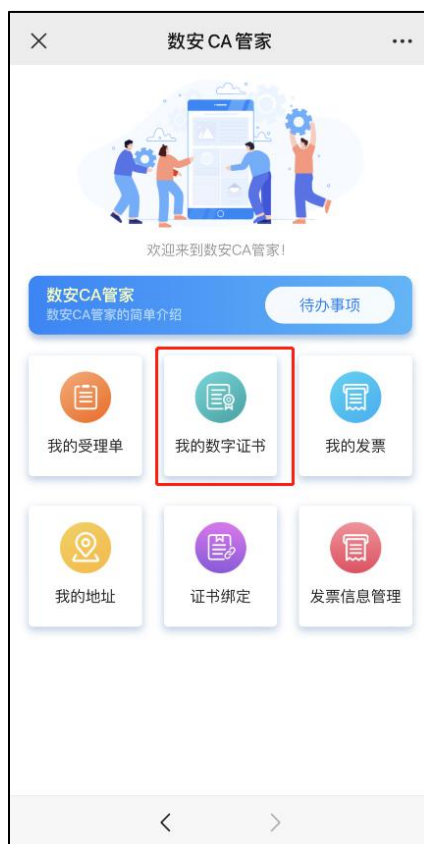 数安CA管家
欢迎来到数安CA管家!
数安CA管家
数安CA管家的简单介绍
待办事项
我的受理单
我的数字证书
我的发票
我的地址
证书绑定
发票信息管理